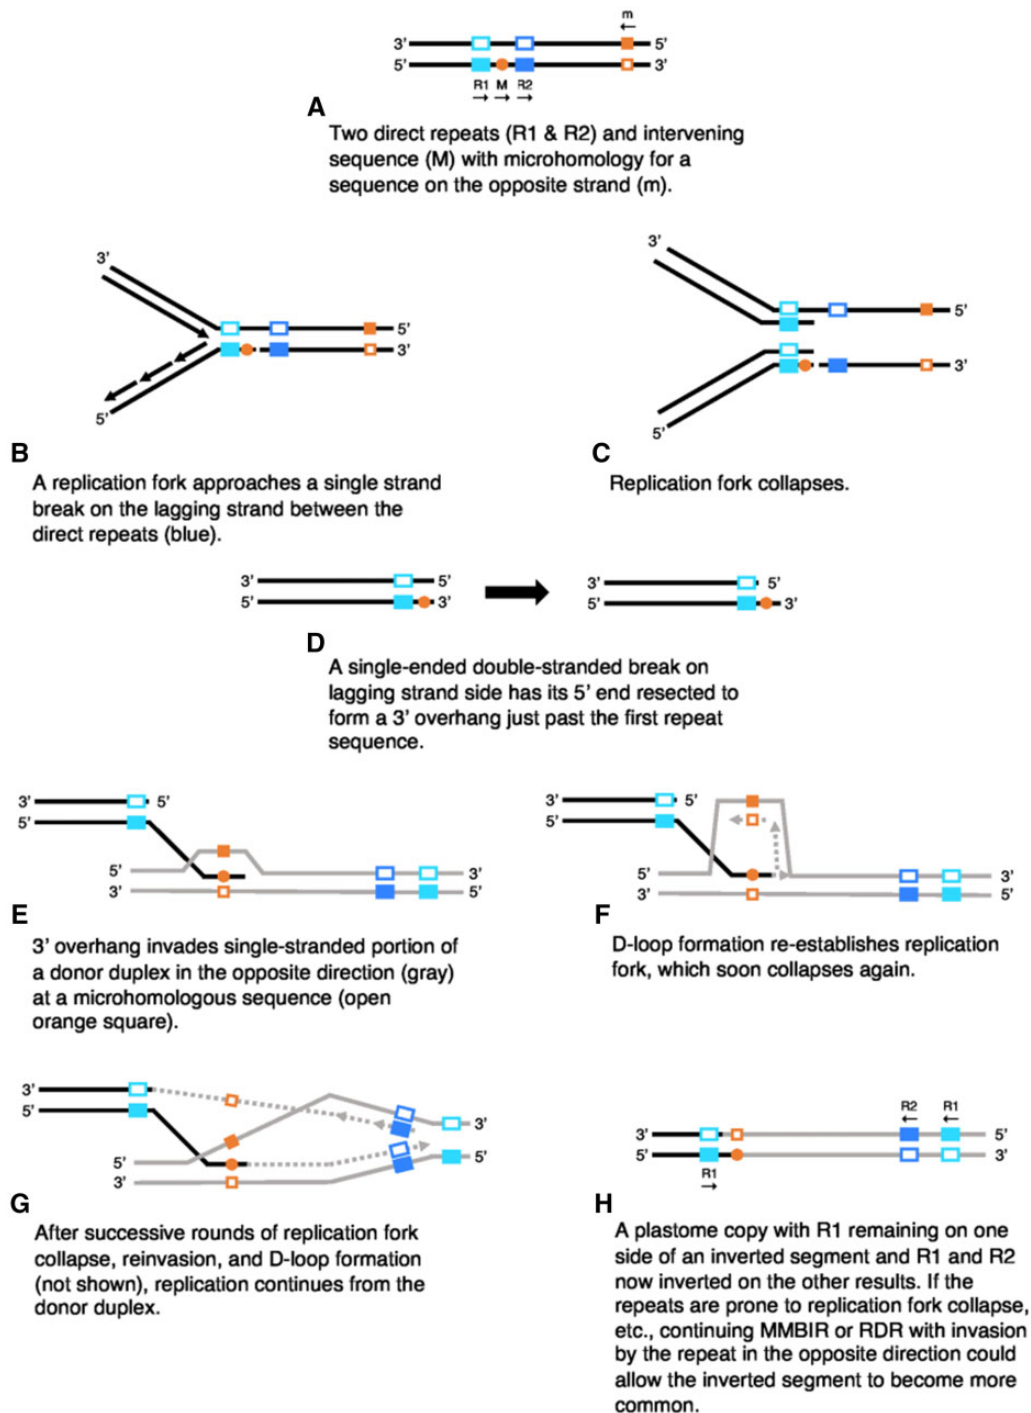 m
←
3’ 5’
5’ 3’
R1 M R2
→ → →
A
Two direct repeats (R1 & R2) and intervening
sequence (M) with microhomology for a
sequence on the opposite strand (m).
3’
5’
3’
5’
B
A replication fork approaches a single strand
break on the lagging strand between the
direct repeats (blue).
3’
5’
3’
5’
C
Replication fork collapses.
3’ 5’
5’ 3’
3’ 5’
5’ 3’
D
A single-ended double-stranded break on
lagging strand side has its 5’ end resected to
form a 3’ overhang just past the first repeat
sequence.
3’ 5’
5’
5’ 3’
3’ 5’
E
3’ overhang invades single-stranded portion of
a donor duplex in the opposite direction (gray)
at a microhomologous sequence (open
orange square).
3’ 5’
5’
5’ 3’
3’ 5’
F
D-loop formation re-establishes replication
fork, which soon collapses again.
3’
5’
3’
5’ 5’
3’
G
After successive rounds of replication fork
collapse, reinvasion, and D-loop formation
(not shown), replication continues from the
donor duplex.
R2 R1
← ←
3’ 5’
5’ 3’
R1
→
H
A plastome copy with R1 remaining on one
side of an inverted segment and R1 and R2
now inverted on the other results. If the
repeats are prone to replication fork collapse,
etc., continuing MMBIR or RDR with invasion
by the repeat in the opposite direction could
allow the inverted segment to become more
common.